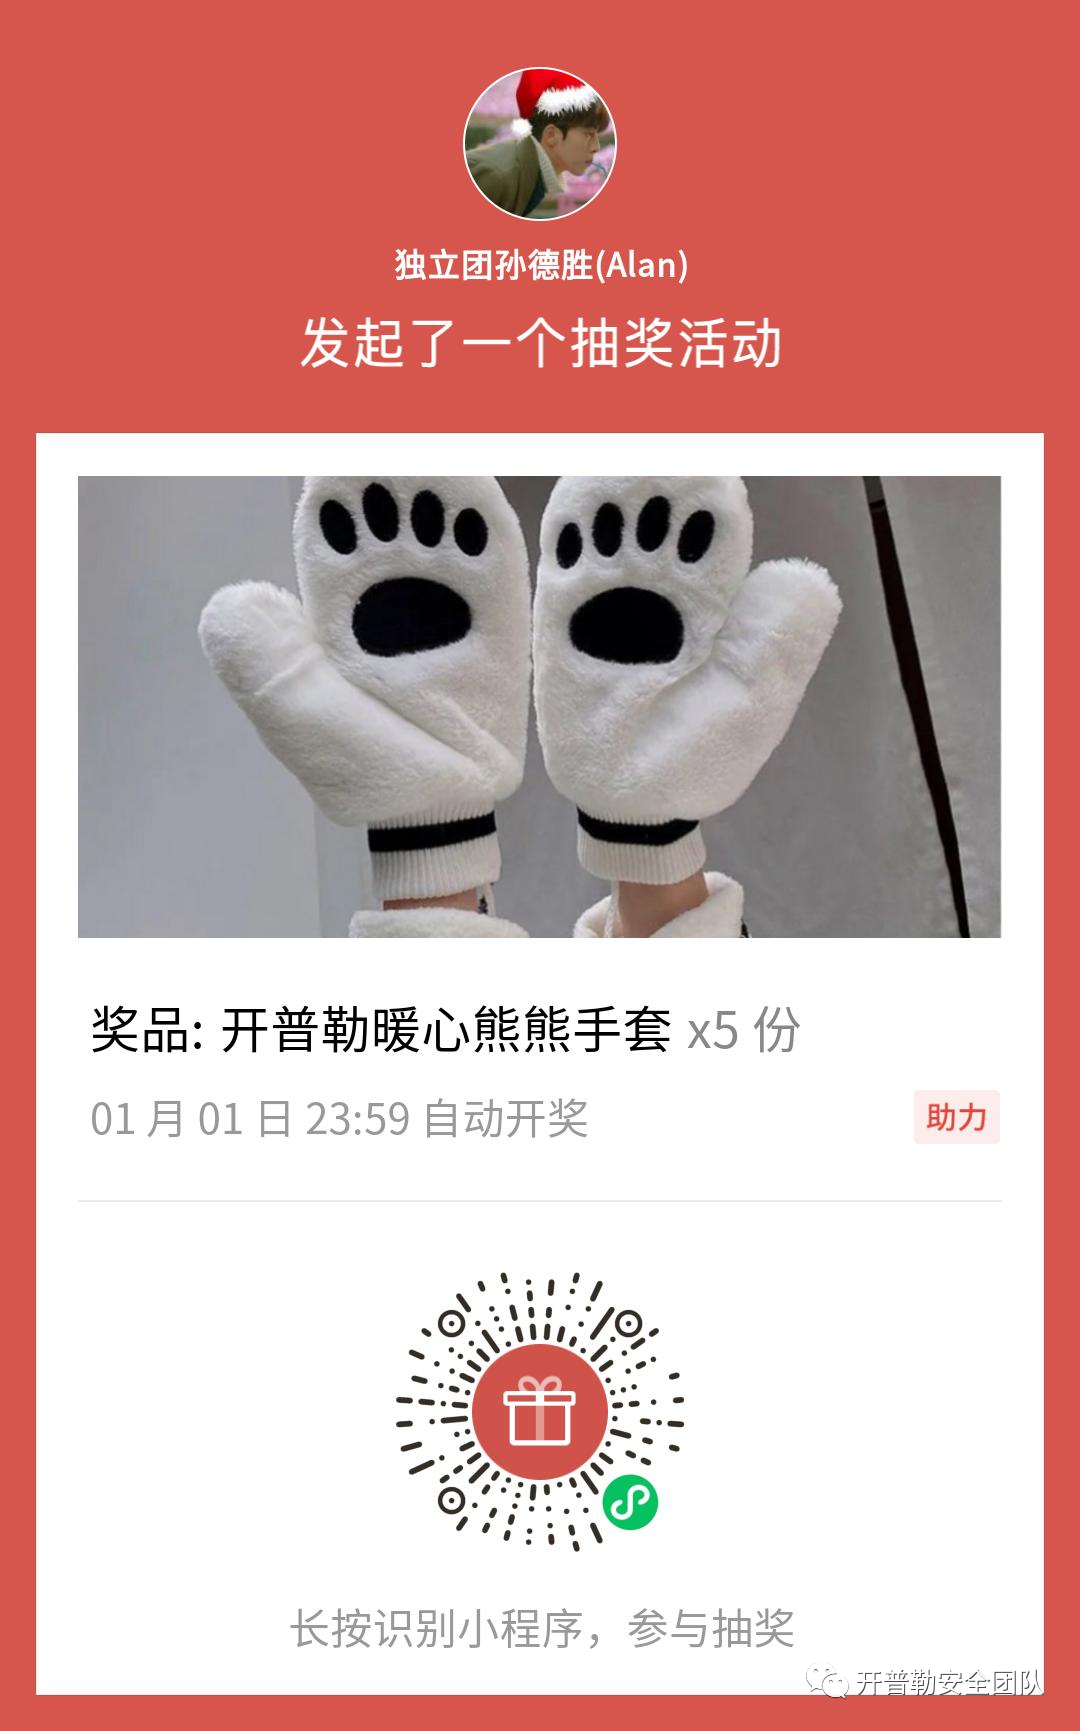 独立团孙德胜(Alan)
发起了一个抽奖活动
奖品: 开普勒暖心熊熊手套 x5 份
01 月 01 日 23:59 自动开奖
助力
长按识别小程序，参与抽奖
开普勒安全团队